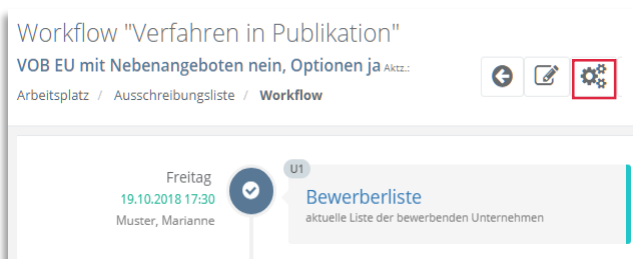 Workflow "Verfahren in Publikation"
VOB EU mit Nebenangeboten nein, Optionen ja Aktz.:
Arbeitsplatz / Ausschreibungsliste / Workflow
Freitag
19.10.2018 17:30
Muster, Marianne
U1
Bewerberliste
aktuelle Liste der bewerbenden Unternehmen